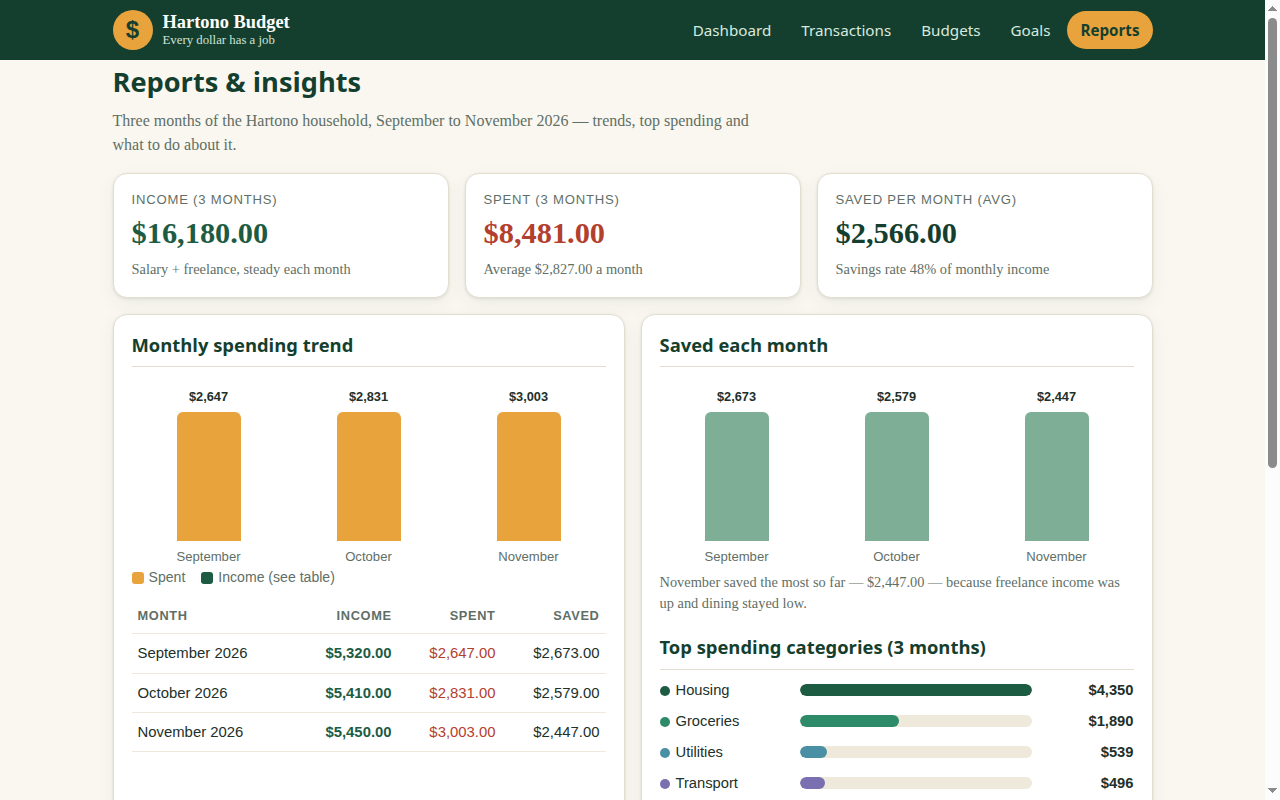 $
Hartono Budget
Every dollar has a job
Dashboard
Transactions
Budgets
Goals
Reports
Reports & insights
Three months of the Hartono household, September to November 2026 — trends, top spending and
what to do about it.
INCOME (3 MONTHS)
$16,180.00
Salary + freelance, steady each month
SPENT (3 MONTHS)
$8,481.00
Average $2,827.00 a month
SAVED PER MONTH (AVG)
$2,566.00
Savings rate 48% of monthly income
Monthly spending trend
$2,647 $2,831 $3,003
September October November
Spent Income (see table)
MONTH INCOME SPENT SAVED
September 2026 $5,320.00 $2,647.00 $2,673.00
October 2026 $5,410.00 $2,831.00 $2,579.00
November 2026 $5,450.00 $3,003.00 $2,447.00
Saved each month
$2,673 $2,579 $2,447
September October November
November saved the most so far — $2,447.00 — because freelance income was
up and dining stayed low.
Top spending categories (3 months)
Housing $4,350
Groceries $1,890
Utilities $539
Transport $496